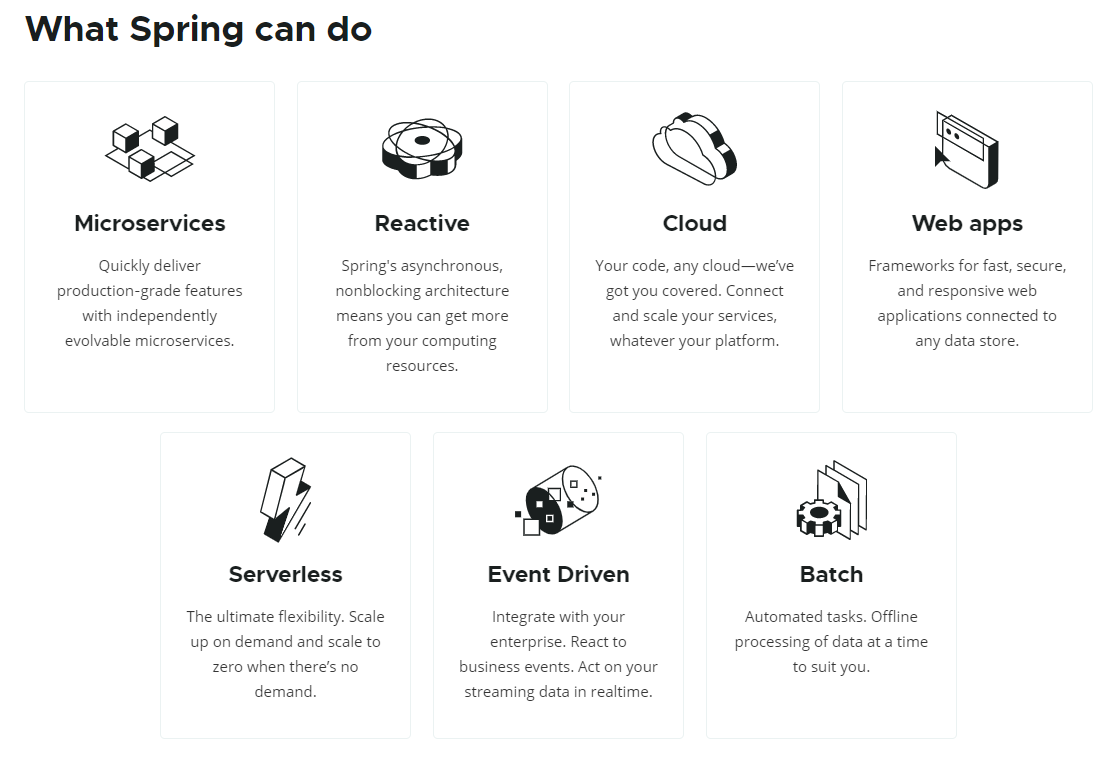 What Spring can do
Microservices
Quickly deliver
production-grade features
with independently
evolvable microservices.
Reactive
Spring's asynchronous,
nonblocking architecture
means you can get more
from your computing
resources.
Cloud
Your code, any cloud—we’ve
got you covered. Connect
and scale your services,
whatever your platform.
Web apps
Frameworks for fast, secure,
and responsive web
applications connected to
any data store.
Serverless
The ultimate flexibility. Scale
up on demand and scale to
zero when there’s no
demand.
Event Driven
Integrate with your
enterprise. React to
business events. Act on your
streaming data in realtime.
Batch
Automated tasks. Offline
processing of data at a time
to suit you.